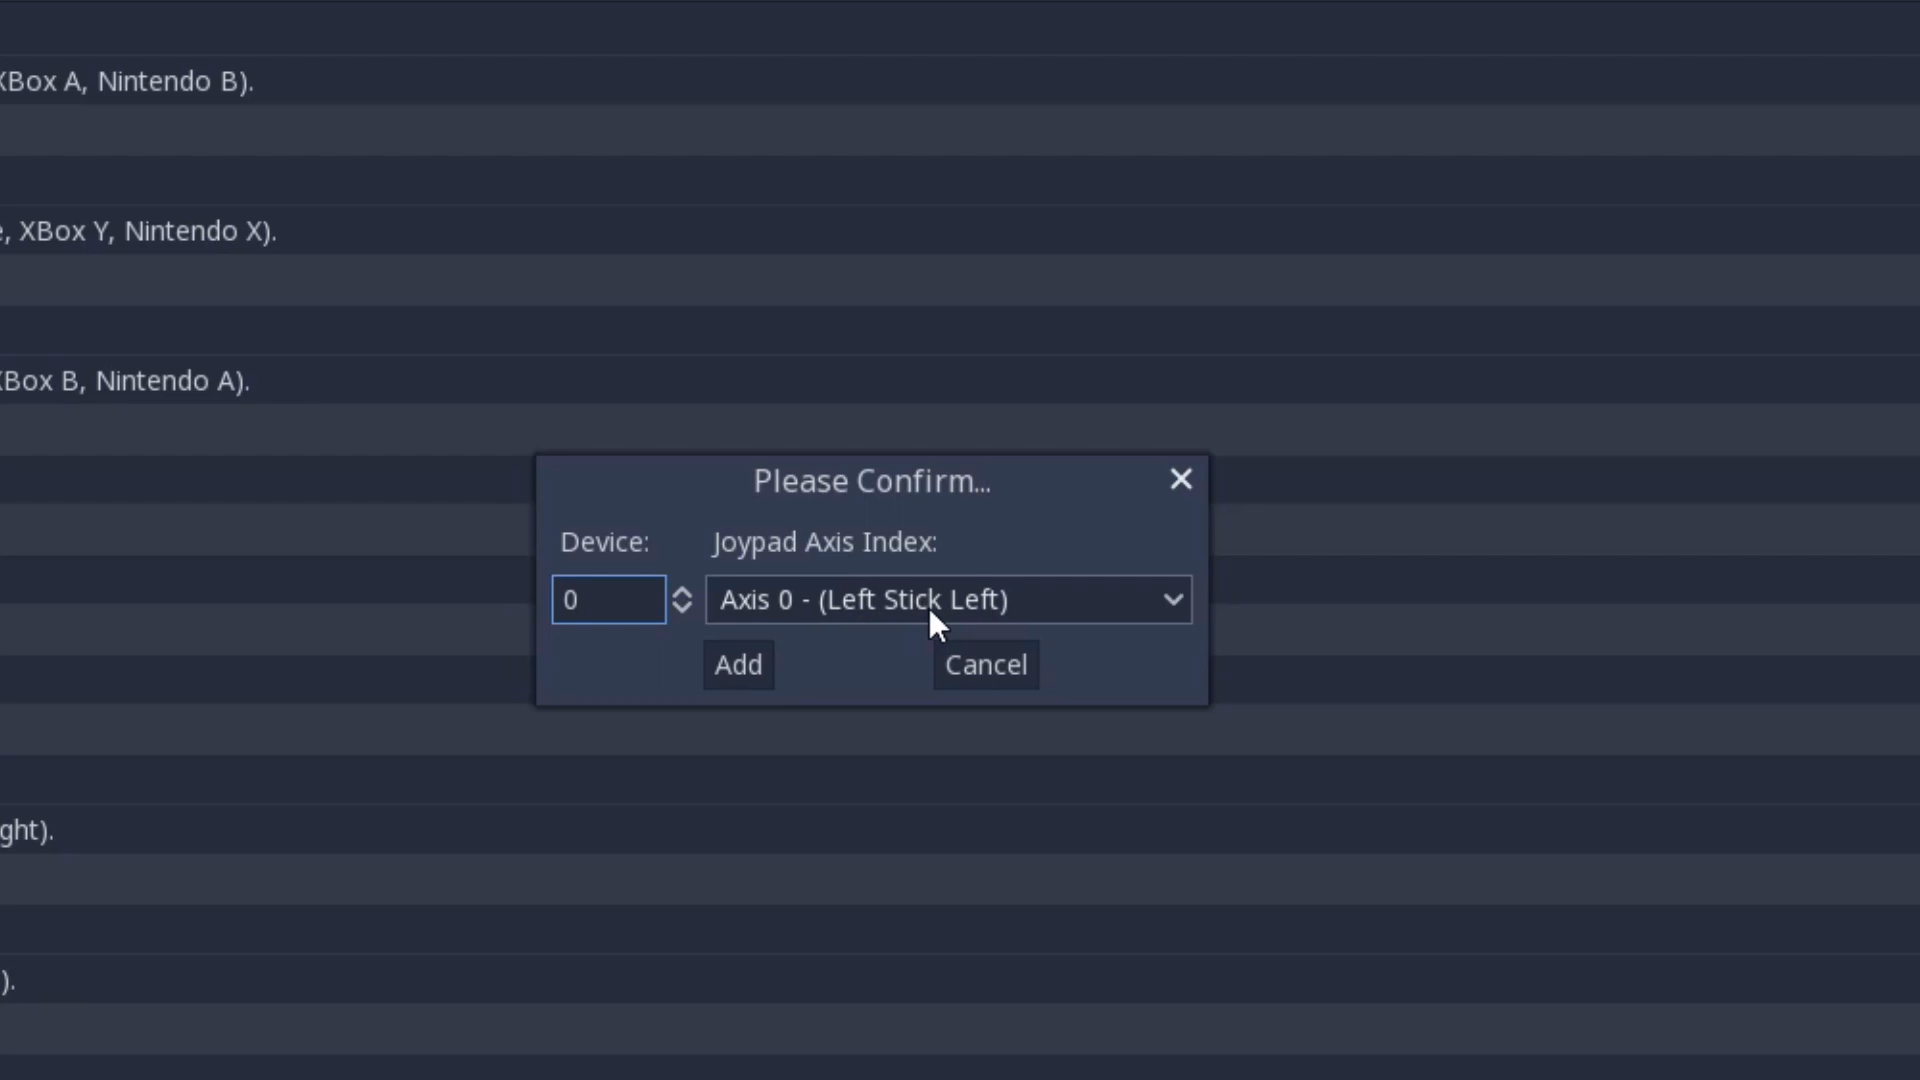 XBox A, Nintendo B).
, XBox Y, Nintendo X).
XBox B, Nintendo A).
Please Confirm...
Device:
Joypad Axis Index:
0
Axis 0 - (Left Stick Left)
Add
Cancel
ght).
).